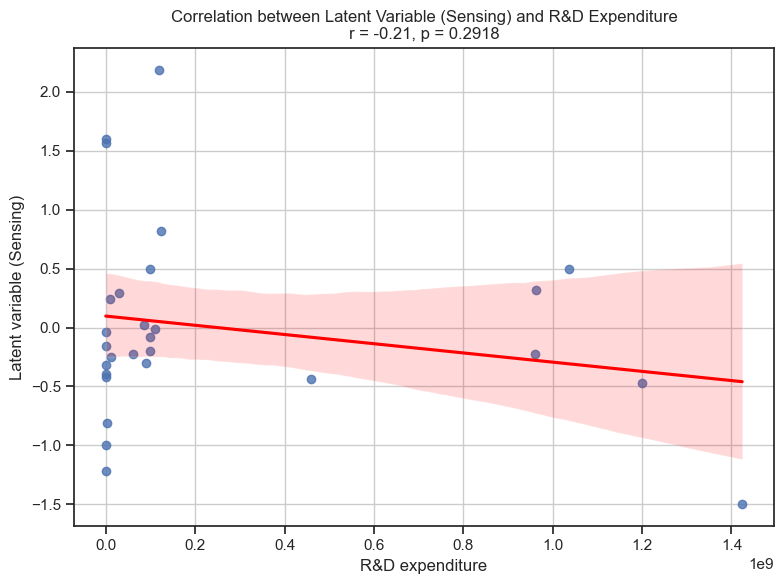 Correlation between Latent Variable (Sensing) and R&D Expenditure
r = -0.21, p = 0.2918
Latent variable (Sensing)
2.0
1.5
1.0
0.5
0.0
−0.5
−1.0
−1.5
0.0 0.2 0.4 0.6 0.8 1.0 1.2 1.4
1e9
R&D expenditure